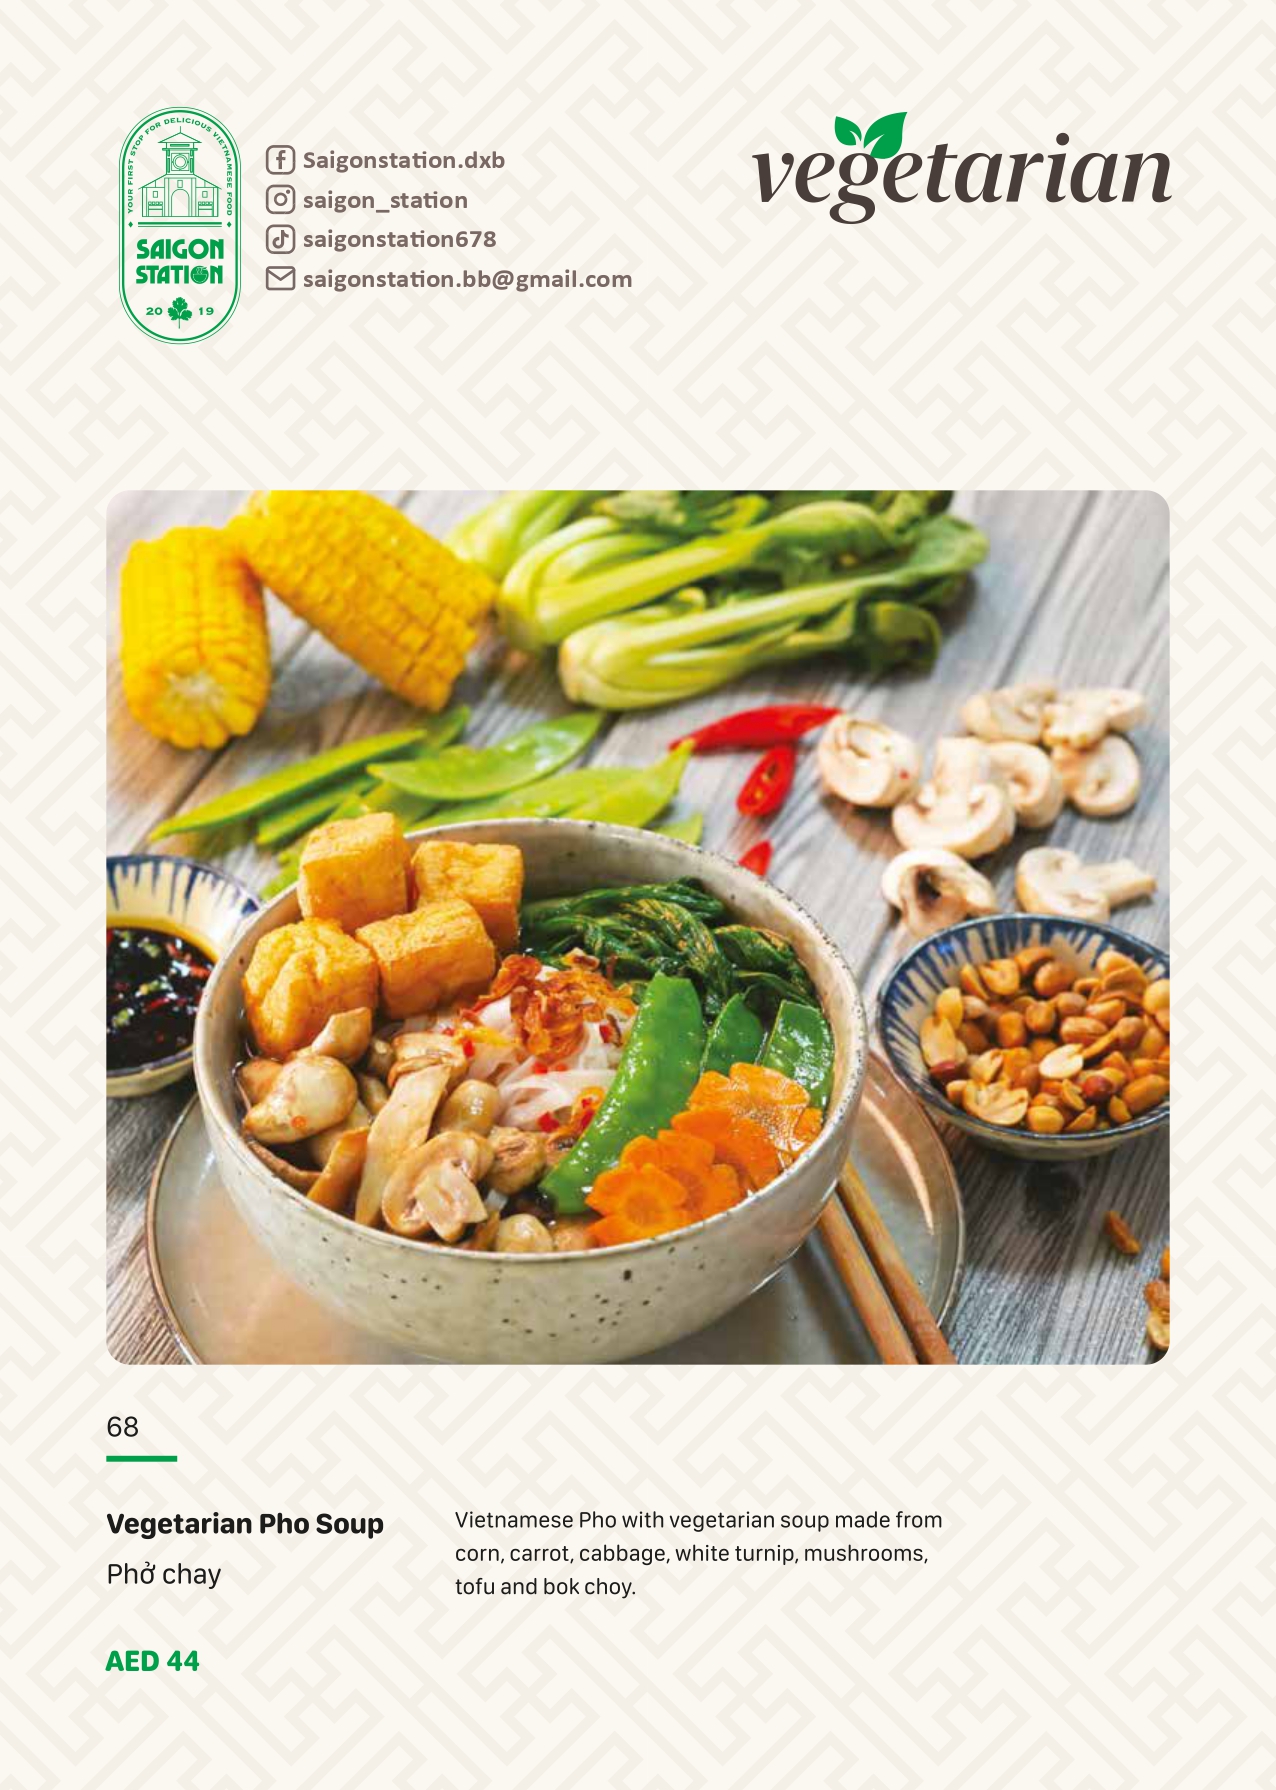 YOUR FIRST STOP FOR DELICIOUS VIETNAMESE FOOD
SAIGON
STATION
20 19
Saigonstation.dxb
saigon_station
saigonstation678
saigonstation.bb@gmail.com
vegetarian
68
Vegetarian Pho Soup
Phở chay
AED 44
Vietnamese Pho with vegetarian soup made from
corn, carrot, cabbage, white turnip, mushrooms,
tofu and bok choy.